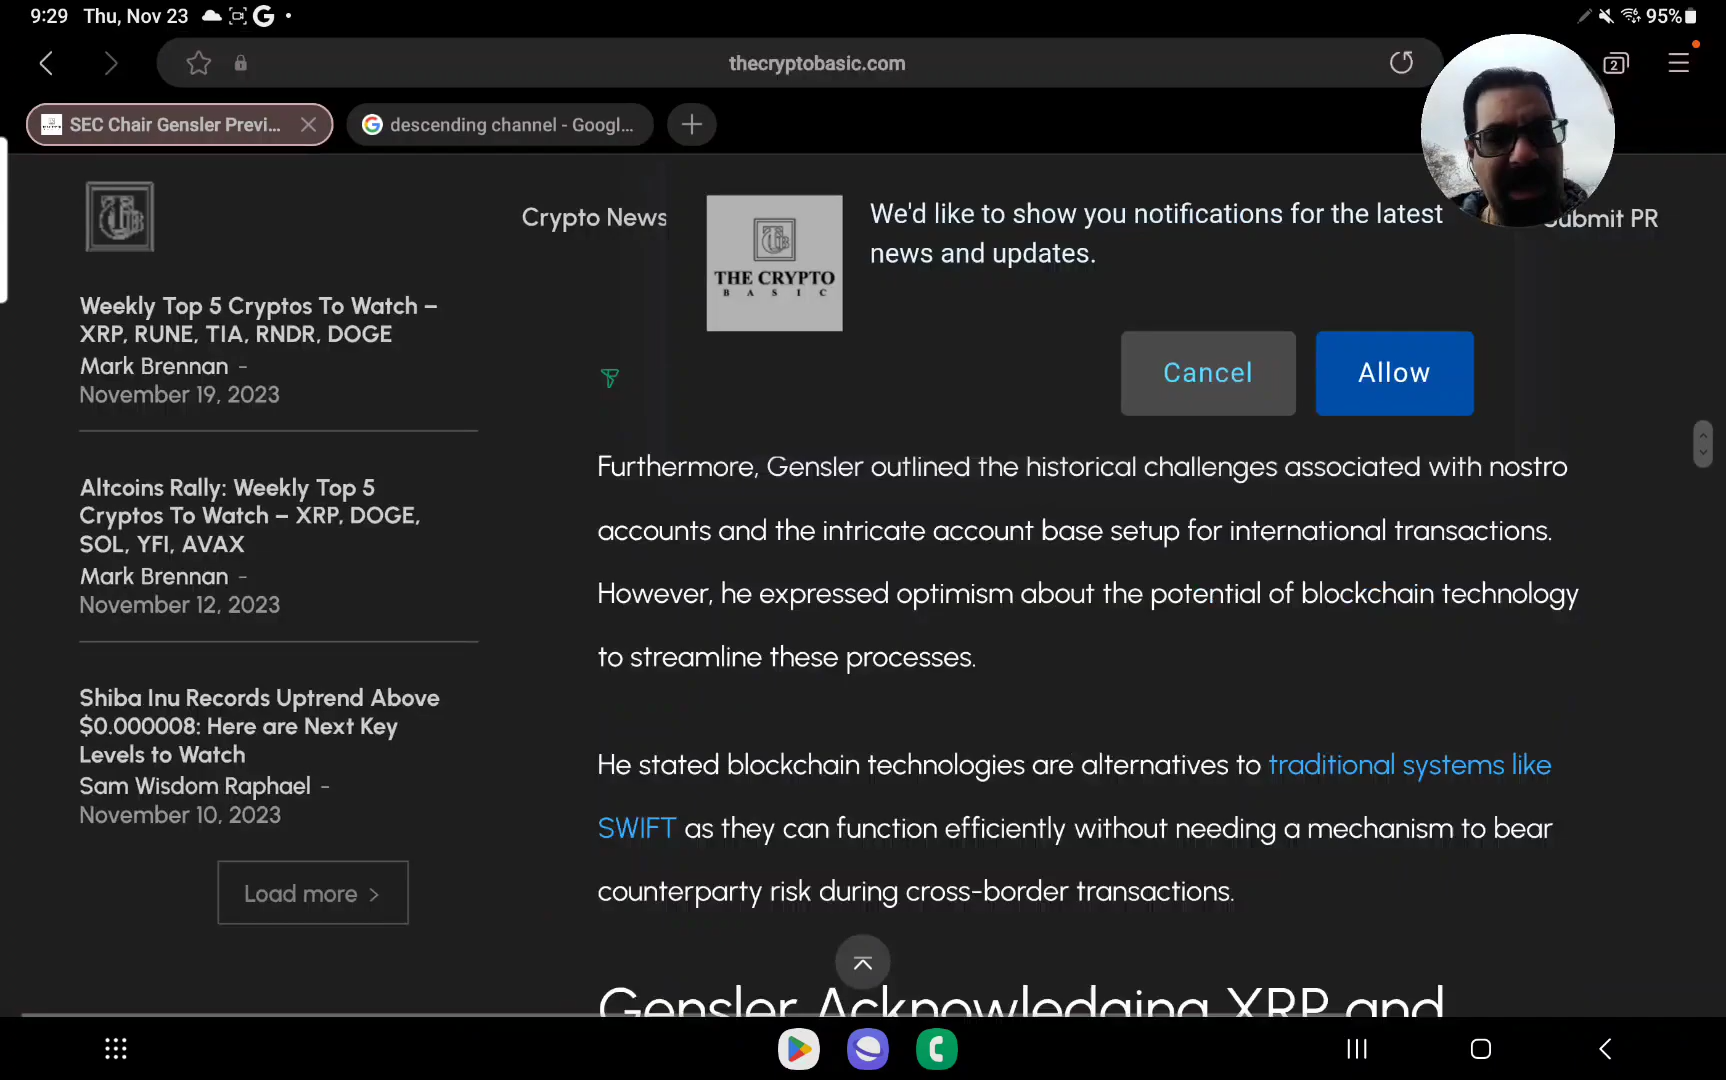 9:29 Thu, Nov 23
95%
thecryptobasic.com
2
SEC Chair Gensler Previ...
descending channel - Googl...
Crypto News
THE CRYPTO
BASIC
We'd like to show you notifications for the latest
news and updates.
Submit PR
Cancel
Allow
Weekly Top 5 Cryptos To Watch –
XRP, RUNE, TIA, RNDR, DOGE
Mark Brennan -
November 19, 2023
Altcoins Rally: Weekly Top 5
Cryptos To Watch – XRP, DOGE,
SOL, YFI, AVAX
Mark Brennan -
November 12, 2023
Shiba Inu Records Uptrend Above
$0.000008: Here are Next Key
Levels to Watch
Sam Wisdom Raphael -
November 10, 2023
Load more >
Furthermore, Gensler outlined the historical challenges associated with nostro
accounts and the intricate account base setup for international transactions.
However, he expressed optimism about the potential of blockchain technology
to streamline these processes.
He stated blockchain technologies are alternatives to traditional systems like
SWIFT as they can function efficiently without needing a mechanism to bear
counterparty risk during cross-border transactions.
Gensler Acknowledging XRP and